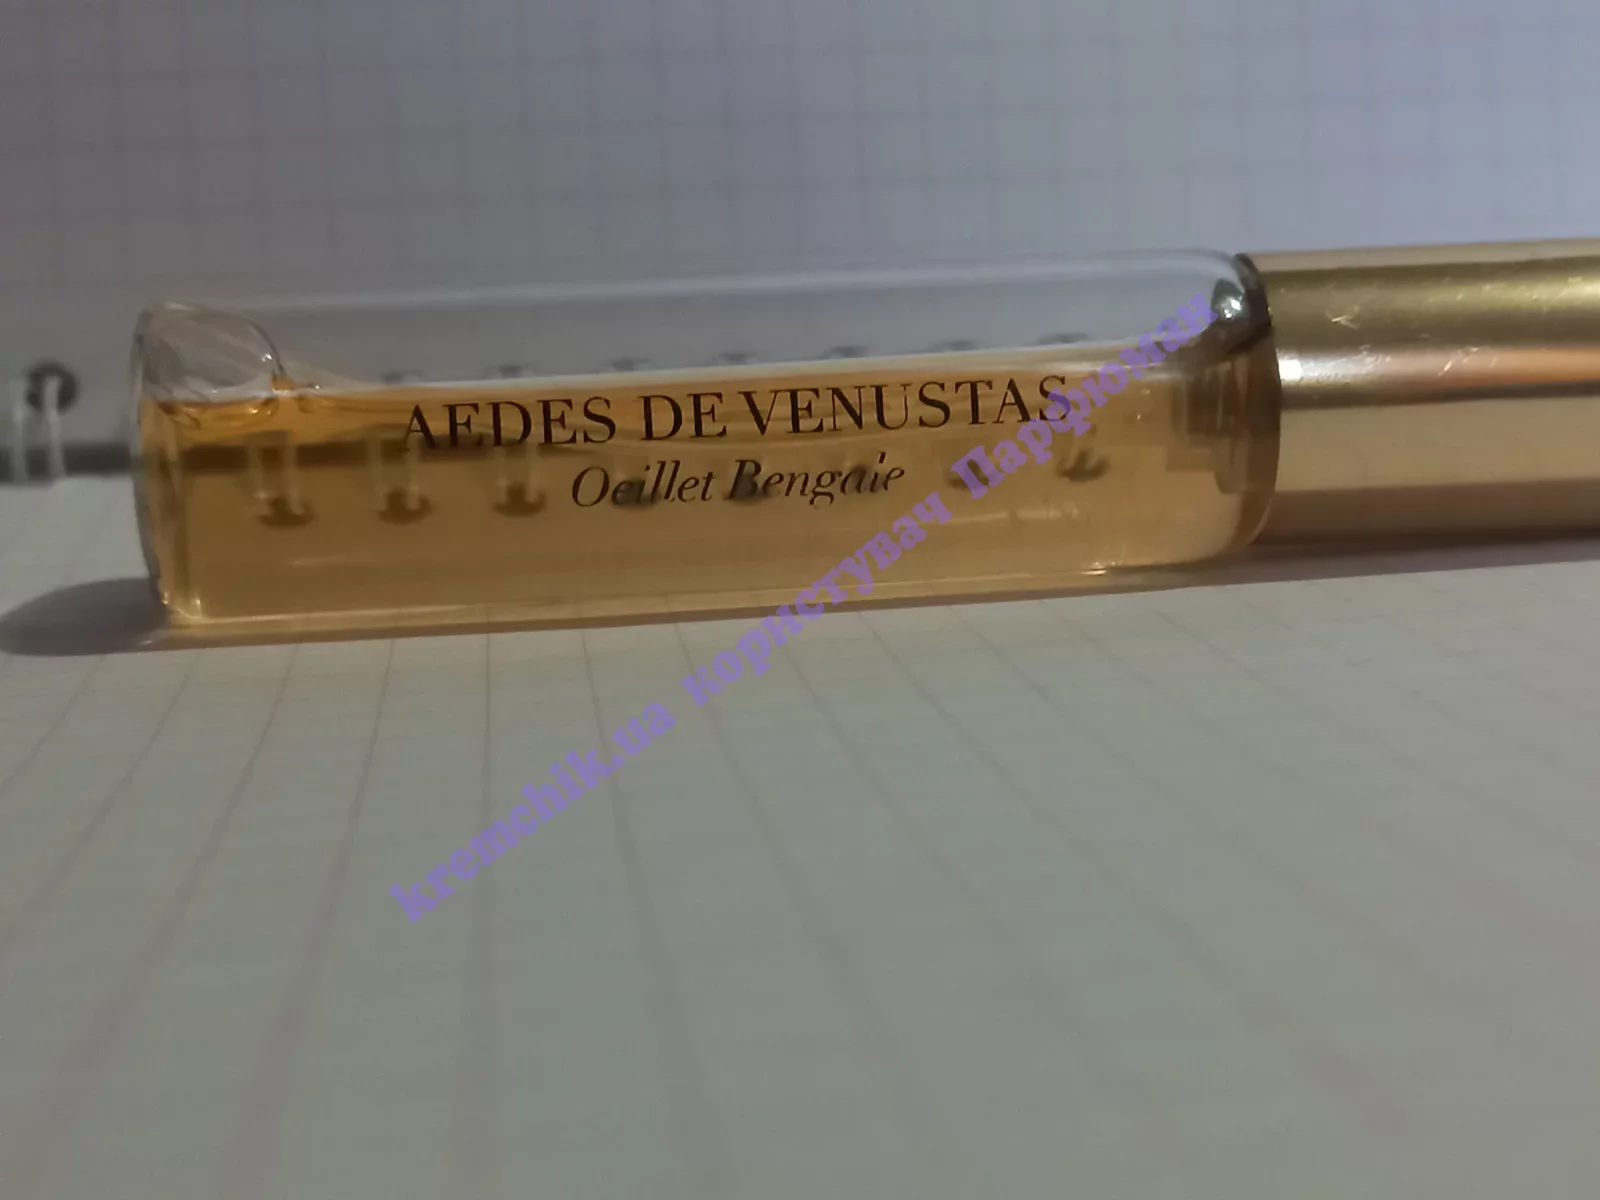 AEDES DE VENUSTAS
Oeillet Bengale
kremchik.ua користувач Парфюман